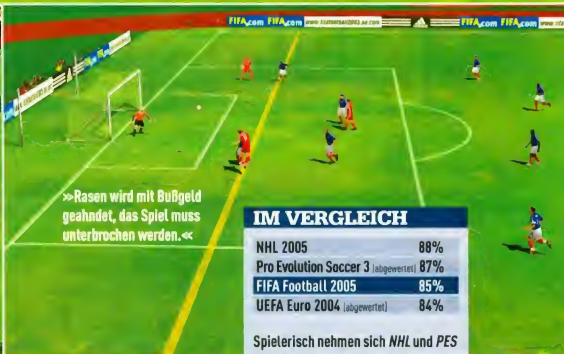 FIFA.com FIFA.com
FIFA.com FIFA.com
»Rasen wird mit Bußgeld
geahndet, das Spiel muss
unterbrochen werden.«
IM VERGLEICH
NHL 2005 88%
Pro Evolution Soccer 3 (abgewertet) 87%
FIFA Football 2005 85%
UEFA Euro 2004 (abgewertet) 84%
Spielerisch nehmen sich NHL und PES